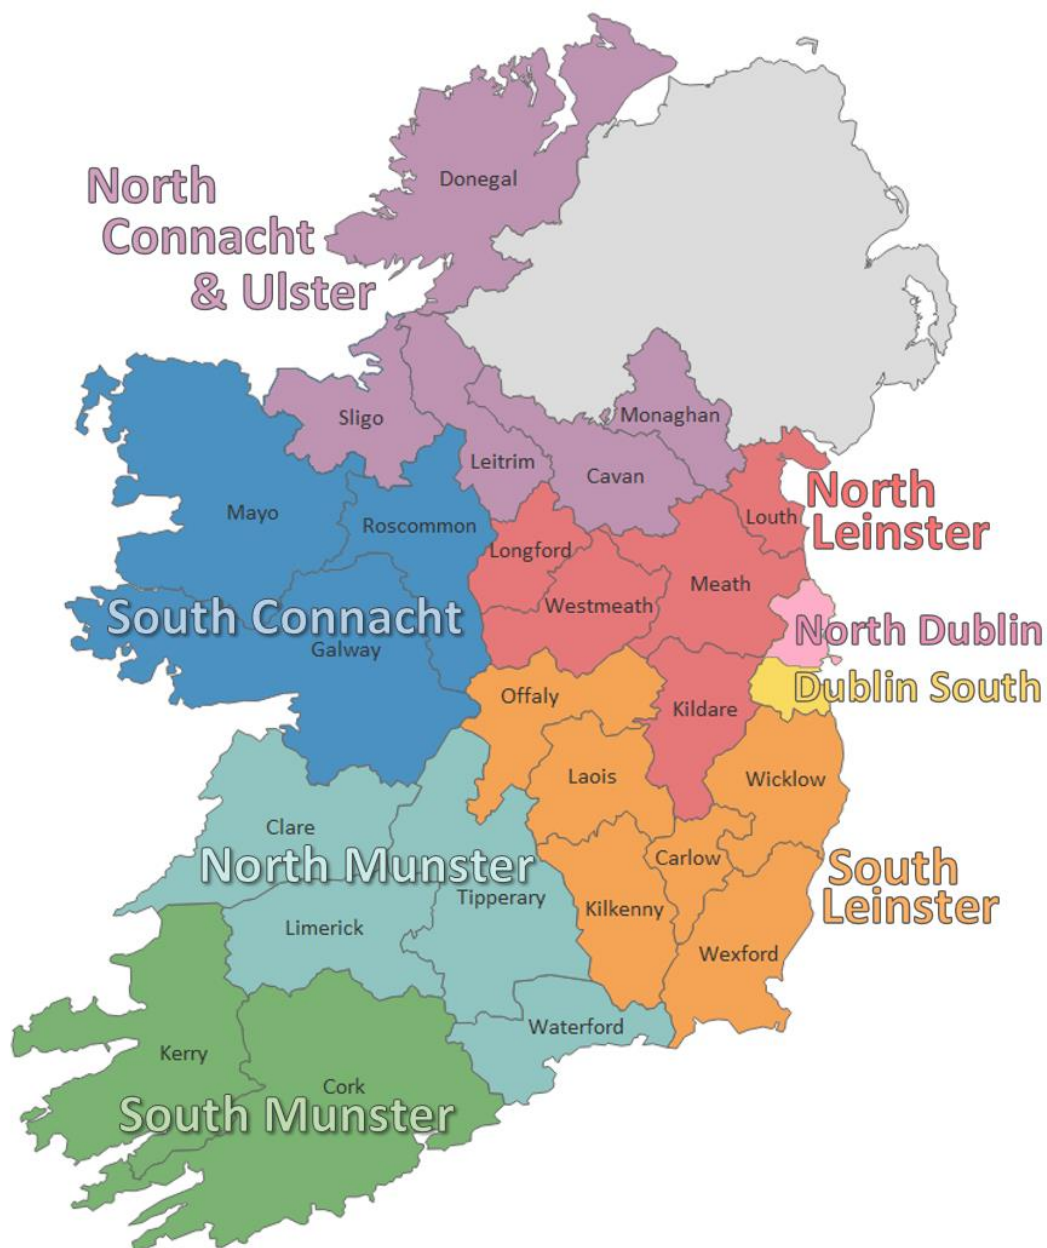 Donegal
North
Connacht
& Ulster
Monaghan
Sligo
Leitrim
Cavan
North
Leinster
Mayo
Roscommon
Louth
Longford
Meath
Westmeath
South Connacht
North Dublin
Galway
Dublin South
Offaly
Kildare
Laois
Wicklow
Clare
Carlow
North Munster
South
Leinster
Tipperary
Kilkenny
Limerick
Wexford
Waterford
Kerry
Cork
South Munster